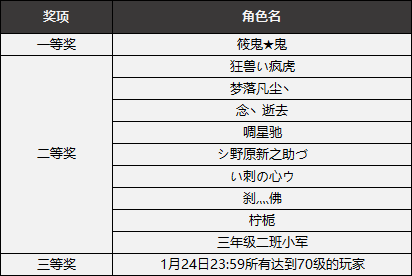 奖项 角色名
一等奖 筱鬼★鬼
狂兽い疯虎
梦落凡尘丶
念丶逝去
啁星驰
二等奖 シ野原新之助づ
い刺の心ウ
刹灬佛
柠栀
三年级二班小军
三等奖 1月24日23:59所有达到70级的玩家